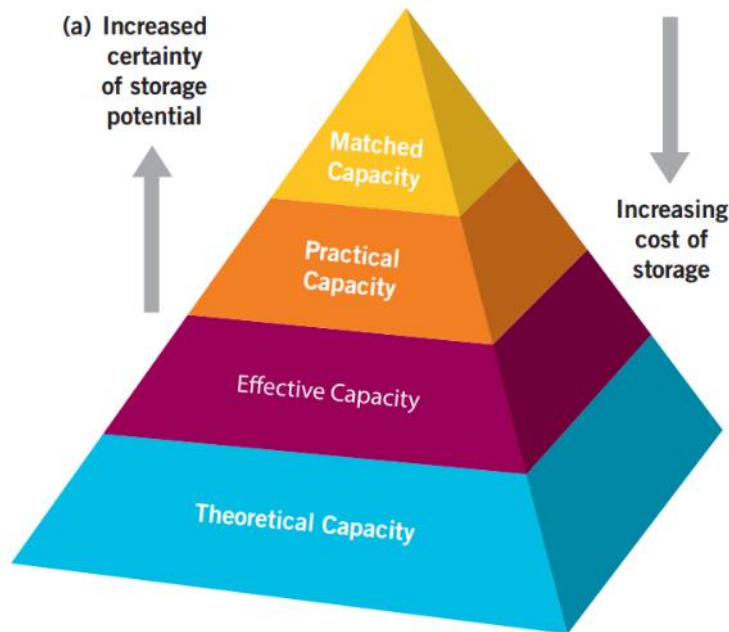 (a) Increased
certainty
of storage
potential
Matched
Capacity
Practical
Capacity
Increasing
cost of
storage
Effective Capacity
Theoretical Capacity